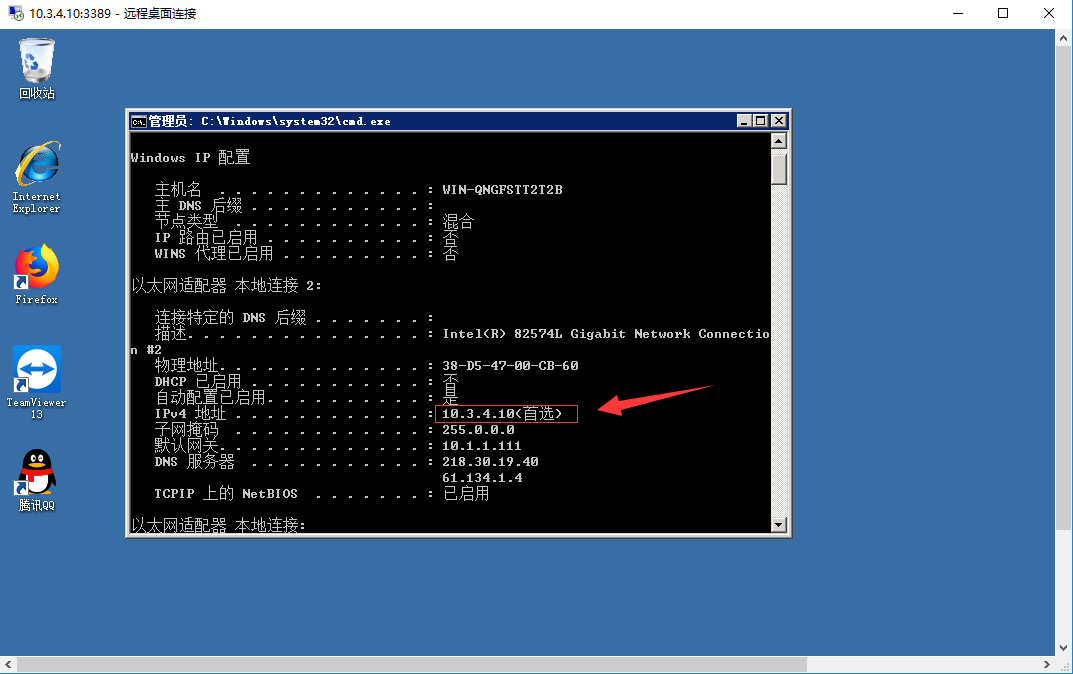 10.3.4.10:3389 - 远程桌面连接
回收站
Internet
Explorer
Firefox
TeamViewer
13
腾讯QQ
管理员: C:\Windows\system32\cmd.exe
Windows IP 配置
主机名 . . . . . . . . . . . . . : WIN-QNGFSTT2T2B
主 DNS 后缀 . . . . . . . . . . . :
节点类型 . . . . . . . . . . . . : 混合
IP 路由已启用 . . . . . . . . . . : 否
WINS 代理已启用 . . . . . . . . . : 否
以太网适配器 本地连接 2:
连接特定的 DNS 后缀 . . . . . . . :
描述. . . . . . . . . . . . . . . : Intel(R) 82574L Gigabit Network Connectio
n #2
物理地址. . . . . . . . . . . . . : 38-D5-47-00-CB-60
DHCP 已启用 . . . . . . . . . . . : 否
自动配置已启用. . . . . . . . . . : 是
IPv4 地址 . . . . . . . . . . . . : 10.3.4.10(首选)
子网掩码 . . . . . . . . . . . . : 255.0.0.0
默认网关. . . . . . . . . . . . . : 10.1.1.111
DNS 服务器 . . . . . . . . . . . : 218.30.19.40
61.134.1.4
TCPIP 上的 NetBIOS . . . . . . . : 已启用
以太网适配器 本地连接: